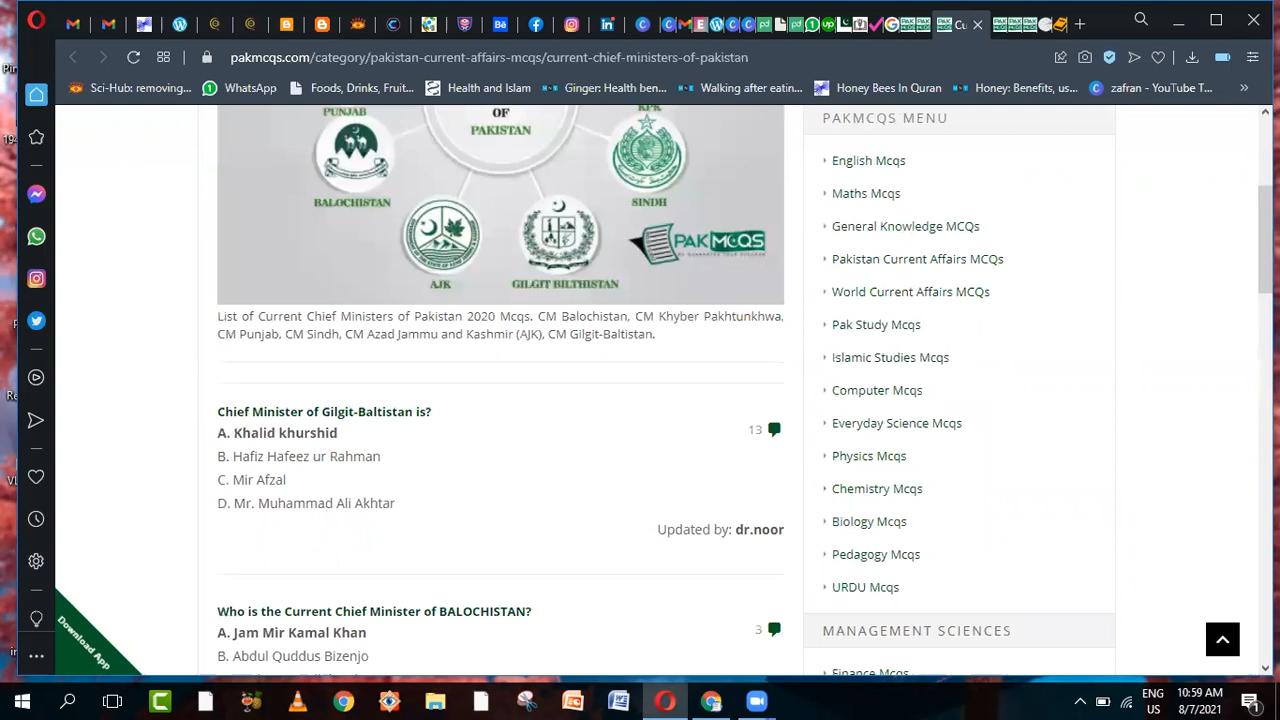 Cu
pakmcqs.com/category/pakistan-current-affairs-mcqs/current-chief-ministers-of-pakistan
Sci-Hub: removing...
WhatsApp
Foods, Drinks, Fruit...
Health and Islam
Ginger: Health ben...
Walking after eatin...
Honey Bees In Quran
Honey: Benefits, us...
zafran - YouTube T...
PUNJAB
OF
PAKISTAN
KPK
BALOCHISTAN
SINDH
PAKMCQS
AJK
GILGIT BILTHISTAN
List of Current Chief Ministers of Pakistan 2020 Mcqs. CM Balochistan, CM Khyber Pakhtunkhwa,
CM Punjab, CM Sindh, CM Azad Jammu and Kashmir (AJK), CM Gilgit-Baltistan.
Chief Minister of Gilgit-Baltistan is?
A. Khalid khurshid
13
B. Hafiz Hafeez ur Rahman
C. Mir Afzal
D. Mr. Muhammad Ali Akhtar
Updated by: dr.noor
Who is the Current Chief Minister of BALOCHISTAN?
A. Jam Mir Kamal Khan
3
B. Abdul Quddus Bizenjo
PAKMCQS MENU
English Mcqs
Maths Mcqs
General Knowledge MCQs
Pakistan Current Affairs MCQs
World Current Affairs MCQs
Pak Study Mcqs
Islamic Studies Mcqs
Computer Mcqs
Everyday Science Mcqs
Physics Mcqs
Chemistry Mcqs
Biology Mcqs
Pedagogy Mcqs
URDU Mcqs
MANAGEMENT SCIENCES
Finance Mcqs
Download App
ENG
US
10:59 AM
8/7/2021